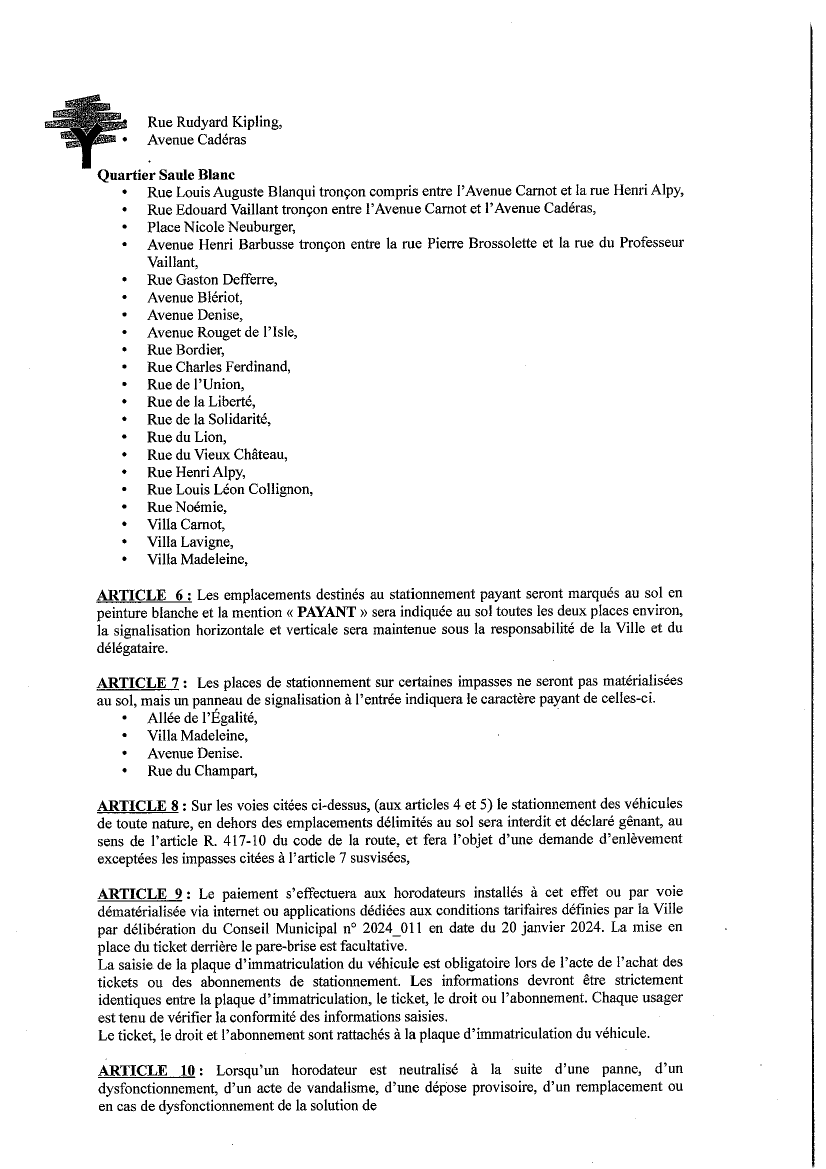 • Rue Rudyard Kipling,
• Avenue Cadéras
Quartier Saule Blanc
• Rue Louis Auguste Blanqui tronçon compris entre l'Avenue Carnot et la rue Henri Alpy,
• Rue Edouard Vaillant tronçon entre l'Avenue Carnot et l'Avenue Cadéras,
• Place Nicole Neuburger,
• Avenue Henri Barbusse tronçon entre la rue Pierre Brossolette et la rue du Professeur
Vaillant,
• Rue Gaston Defferre,
• Avenue Blériot,
• Avenue Denise,
• Avenue Rouget de l'Isle,
• Rue Bordier,
• Rue Charles Ferdinand,
• Rue de l'Union,
• Rue de la Liberté,
• Rue de la Solidarité,
• Rue du Lion,
• Rue du Vieux Château,
• Rue Henri Alpy,
• Rue Louis Léon Collignon,
• Rue Noémie,
• Villa Carnot,
• Villa Lavigne,
• Villa Madeleine,
ARTICLE 6 : Les emplacements destinés au stationnement payant seront marqués au sol en
peinture blanche et la mention « PAYANT » sera indiquée au sol toutes les deux places environ,
la signalisation horizontale et verticale sera maintenue sous la responsabilité de la Ville et du
délégataire.
ARTICLE 7 : Les places de stationnement sur certaines impasses ne seront pas matérialisées
au sol, mais un panneau de signalisation à l'entrée indiquera le caractère payant de celles-ci.
• Allée de l'Égalité,
• Villa Madeleine,
• Avenue Denise.
• Rue du Champart,
ARTICLE 8 : Sur les voies citées ci-dessus, (aux articles 4 et 5) le stationnement des véhicules
de toute nature, en dehors des emplacements délimités au sol sera interdit et déclaré gênant, au
sens de l'article R. 417-10 du code de la route, et fera l'objet d'une demande d'enlèvement
exceptées les impasses citées à l'article 7 susvisées,
ARTICLE 9 : Le paiement s'effectuera aux horodateurs installés à cet effet ou par voie
dématérialisée via internet ou applications dédiées aux conditions tarifaires définies par la Ville
par délibération du Conseil Municipal n° 2024_011 en date du 20 janvier 2024. La mise en
place du ticket derrière le pare-brise est facultative.
La saisie de la plaque d'immatriculation du véhicule est obligatoire lors de l'acte de l'achat des
tickets ou des abonnements de stationnement. Les informations devront être strictement
identiques entre la plaque d'immatriculation, le ticket, le droit ou l'abonnement. Chaque usager
est tenu de vérifier la conformité des informations saisies.
Le ticket, le droit et l'abonnement sont rattachés à la plaque d'immatriculation du véhicule.
ARTICLE 10 : Lorsqu'un horodateur est neutralisé à la suite d'une panne, d'un
dysfonctionnement, d'un acte de vandalisme, d'une dépose provisoire, d'un remplacement ou
en cas de dysfonctionnement de la solution de